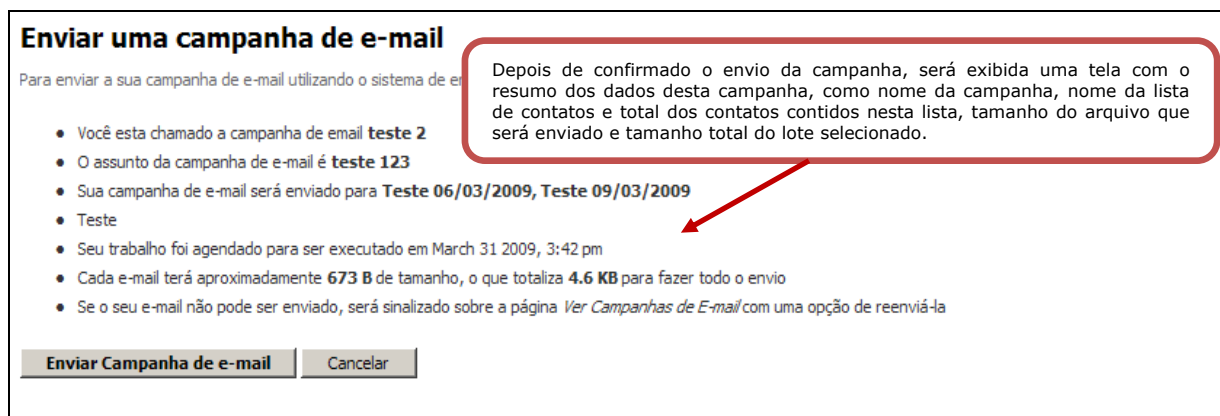 Enviar uma campanha de e-mail
Para enviar a sua campanha de e-mail utilizando o sistema de
Depois de confirmado o envio da campanha, será exibida uma tela com o
resumo dos dados desta campanha, como nome da campanha, nome da lista
de contatos e total dos contatos contidos nesta lista, tamanho do arquivo que
será enviado e tamanho total do lote selecionado.
• Você esta chamado a campanha de email teste 2
• O assunto da campanha de e-mail é teste 123
• Sua campanha de e-mail será enviado para Teste 06/03/2009, Teste 09/03/2009
• Teste
• Seu trabalho foi agendado para ser executado em March 31 2009, 3:42 pm
• Cada e-mail terá aproximadamente 673 B de tamanho, o que totaliza 4.6 KB para fazer todo o envio
• Se o seu e-mail não pode ser enviado, será sinalizado sobre a página Ver Campanhas de E-mail com uma opção de reenviá-la
Enviar Campanha de e-mail Cancelar